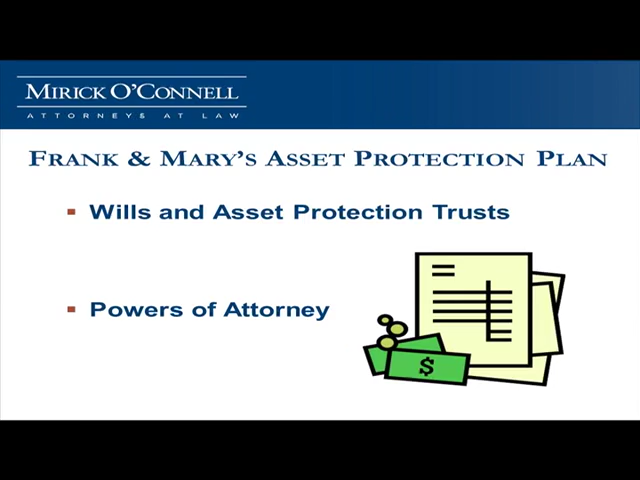 MIRICK O'CONNELL
ATTORNEYS AT LAW
FRANK & MARY'S ASSET PROTECTION PLAN
▪ Wills and Asset Protection Trusts
▪ Powers of Attorney
$